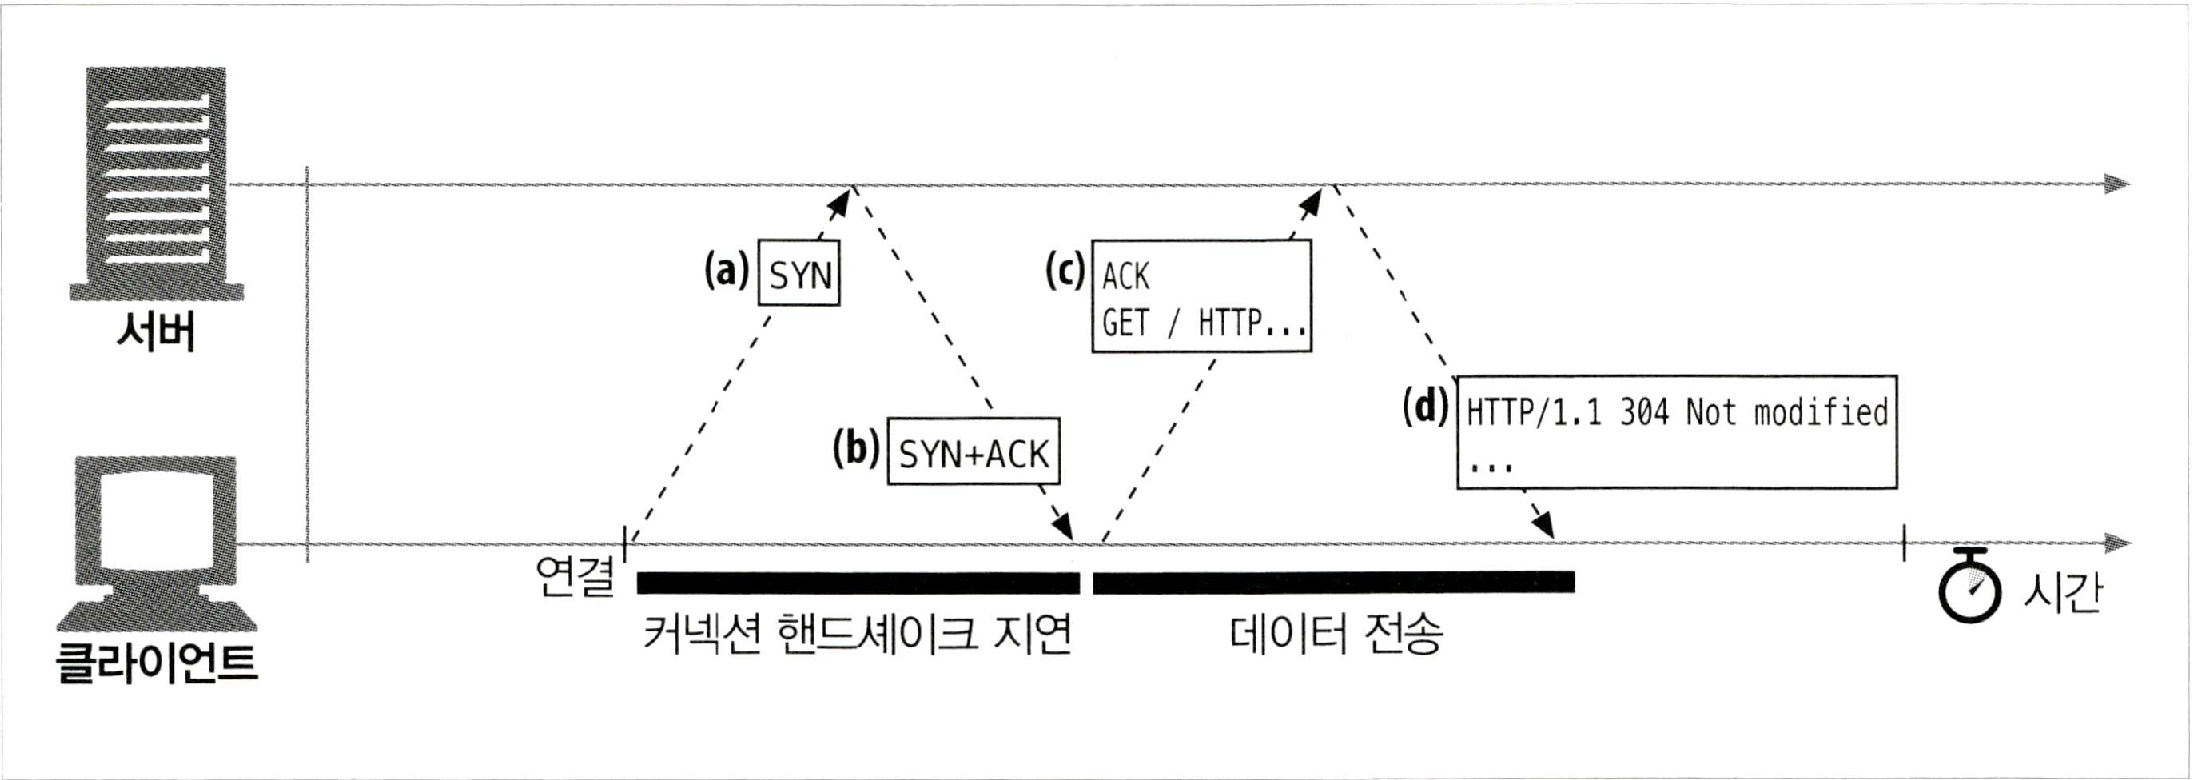 서버
(a) SYN
(b) SYN+ACK
(c) ACK
GET / HTTP...
(d) HTTP/1.1 304 Not modified
...
연결
커넥션 핸드셰이크 지연
데이터 전송
시간
클라이언트